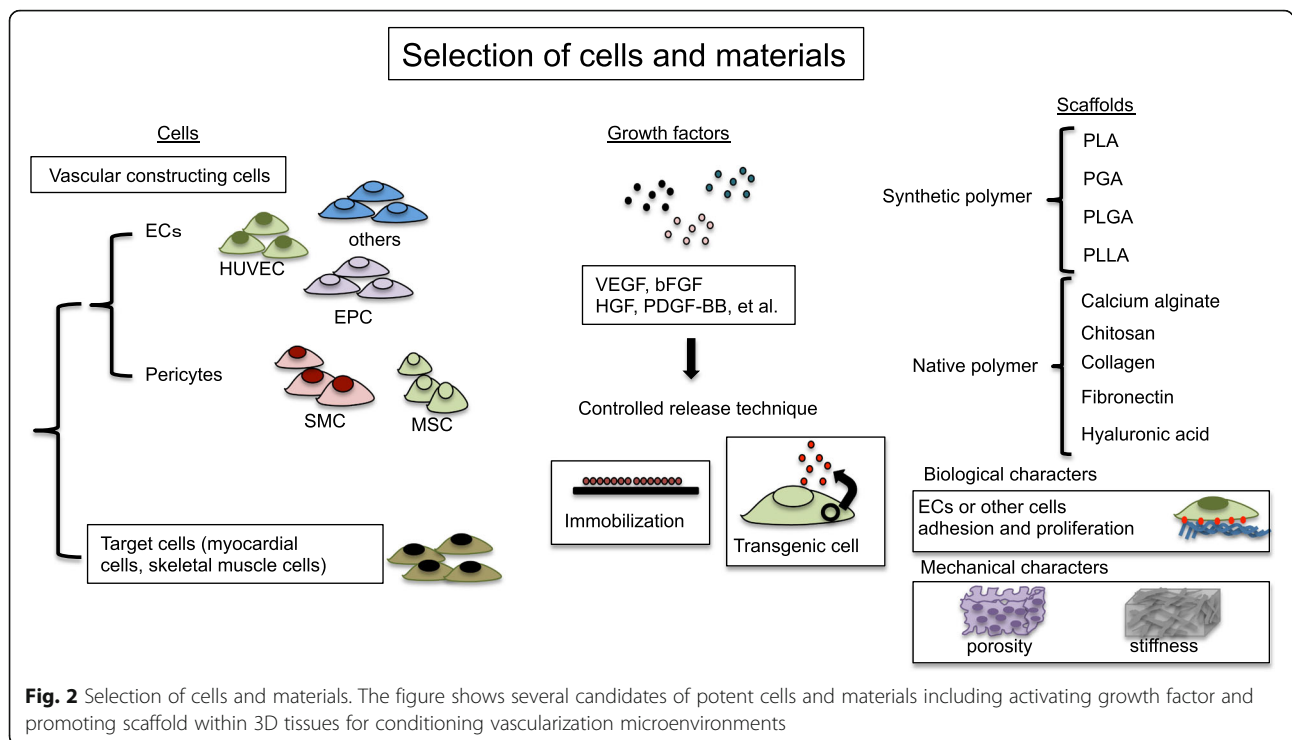 Selection of cells and materials
Cells
Vascular constructing cells
ECs
HUVEC
others
EPC
Pericytes
SMC
MSC
Target cells (myocardial
cells, skeletal muscle cells)
Growth factors
VEGF, bFGF
HGF, PDGF-BB, et al.
Controlled release technique
Immobilization
Transgenic cell
Scaffolds
Synthetic polymer
PLA
PGA
PLGA
PLLA
Native polymer
Calcium alginate
Chitosan
Collagen
Fibronectin
Hyaluronic acid
Biological characters
ECs or other cells
adhesion and proliferation
Mechanical characters
porosity
stiffness
Fig. 2 Selection of cells and materials. The figure shows several candidates of potent cells and materials including activating growth factor and
promoting scaffold within 3D tissues for conditioning vascularization microenvironments